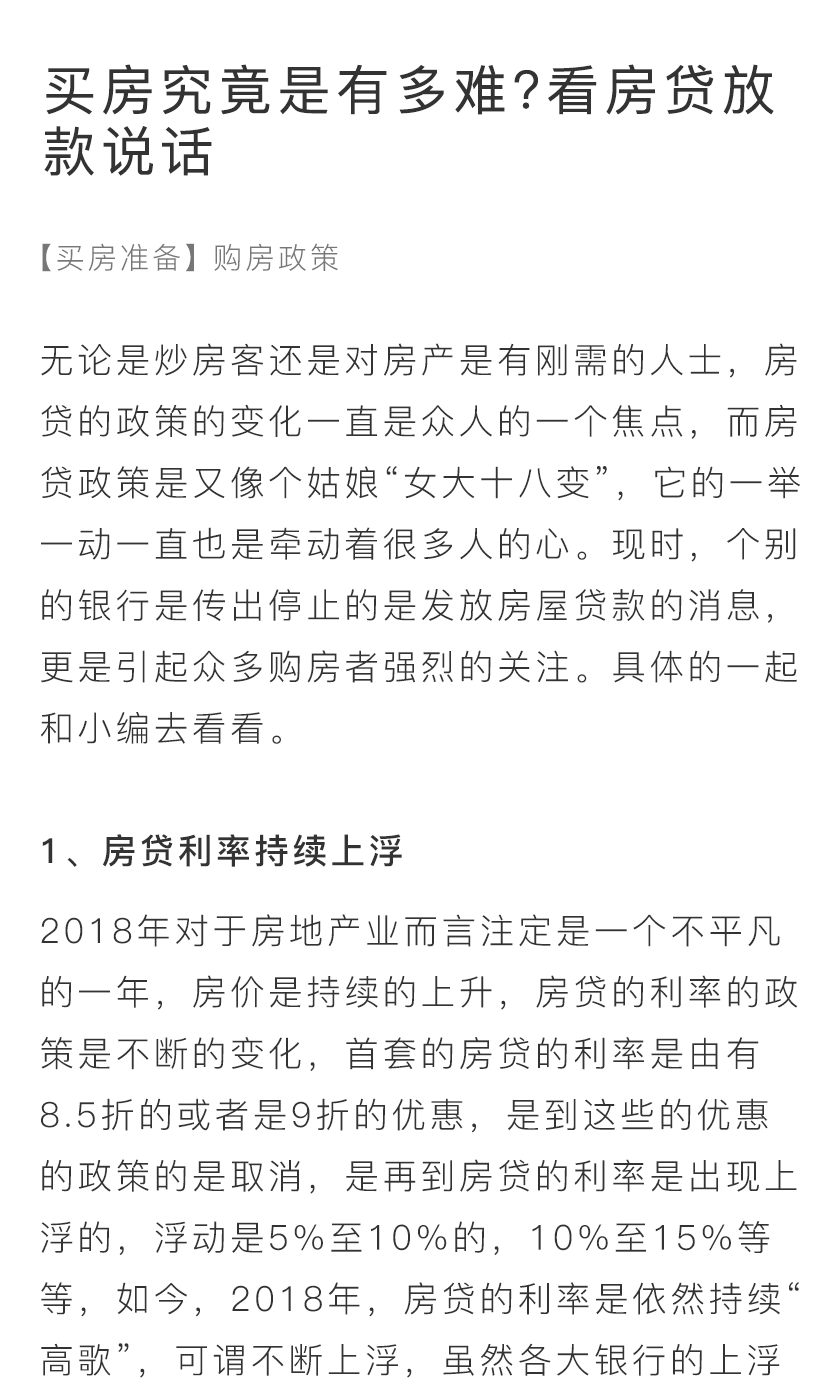 买房究竟是有多难?看房贷放
款说话
【买房准备】购房政策
无论是炒房客还是对房产是有刚需的人士，房
贷的政策的变化一直是众人的一个焦点，而房
贷政策是又像个姑娘“女大十八变”，它的一举
一动一直也是牵动着很多人的心。现时，个别
的银行是传出停止的是发放房屋贷款的消息，
更是引起众多购房者强烈的关注。具体的一起
和小编去看看。
1、房贷利率持续上浮
2018年对于房地产业而言注定是一个不平凡
的一年，房价是持续的上升，房贷的利率的政
策是不断的变化，首套的房贷的利率是由有
8.5折的或者是9折的优惠，是到这些的优惠
的政策的是取消，是再到房贷的利率是出现上
浮的，浮动是5%至10%的，10%至15%等
等，如今，2018年，房贷的利率是依然持续“
高歌”，可谓不断上浮，虽然各大银行的上浮